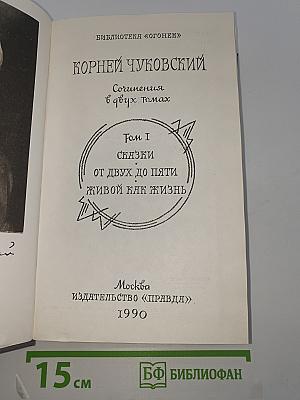 БИБЛИОТЕКА «ОГОНЕК»
КОРНЕЙ ЧУКОВСКИЙ
Сочинения
в двух томах
Том I
СКАЗКИ
ОТ ДВУХ ДО ПЯТИ
ЖИВОЙ КАК ЖИЗНЬ
Москва
ИЗДАТЕЛЬСТВО «ПРАВДА»
1990
15 см
БФ БИБЛИОФАН